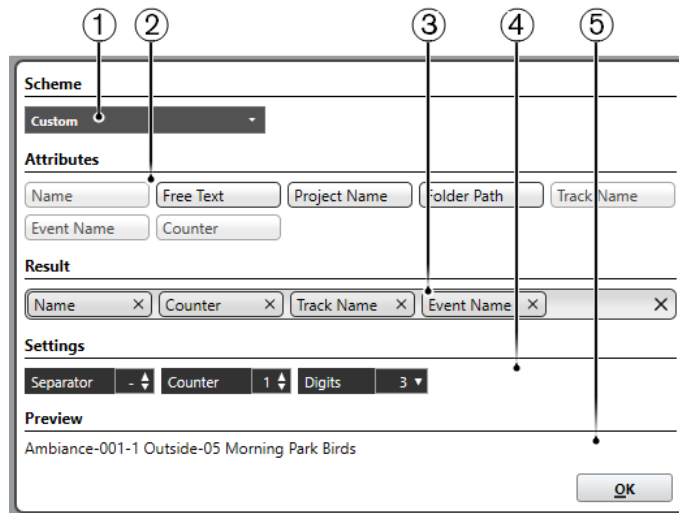 1 2 3 4 5
Scheme
Custom
Attributes
Name Free Text Project Name Folder Path Track Name
Event Name Counter
Result
Name × Counter × Track Name × Event Name × ×
Settings
Separator - Counter 1 Digits 3
Preview
Ambiance-001-1 Outside-05 Morning Park Birds
OK